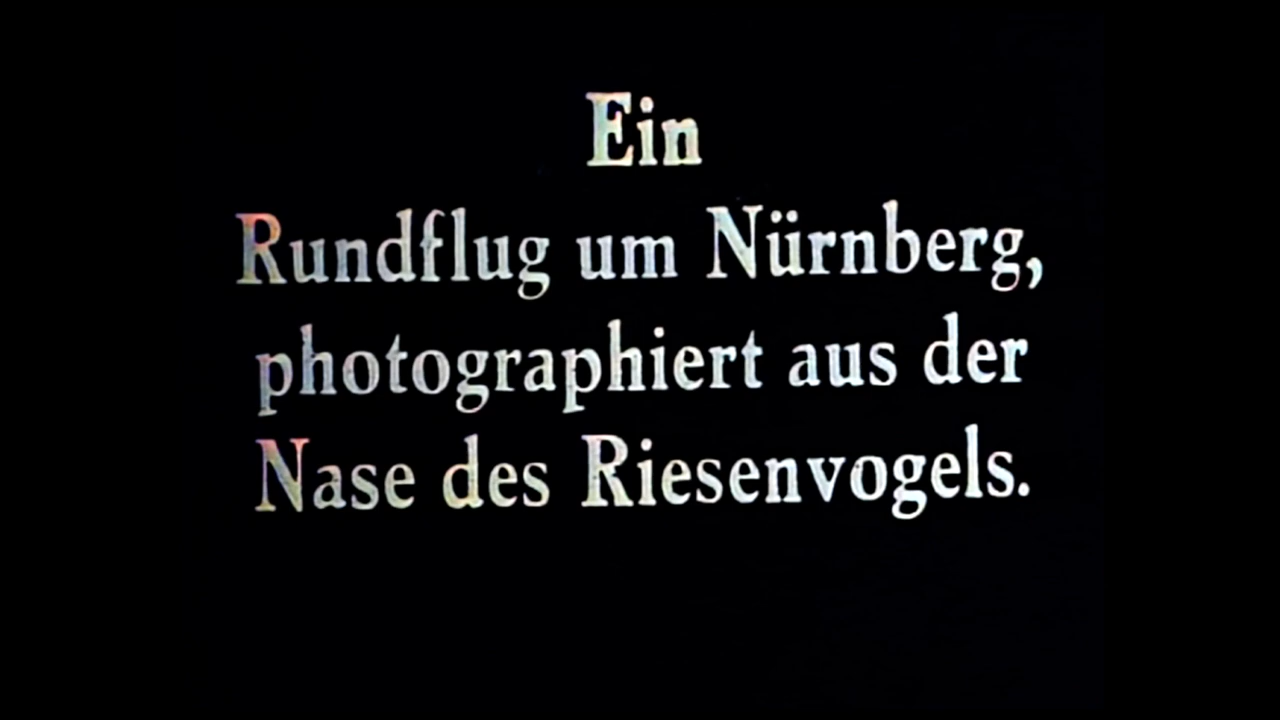 Ein
Rundflug um Nürnberg,
photographiert aus der
Nase des Riesenvogels.